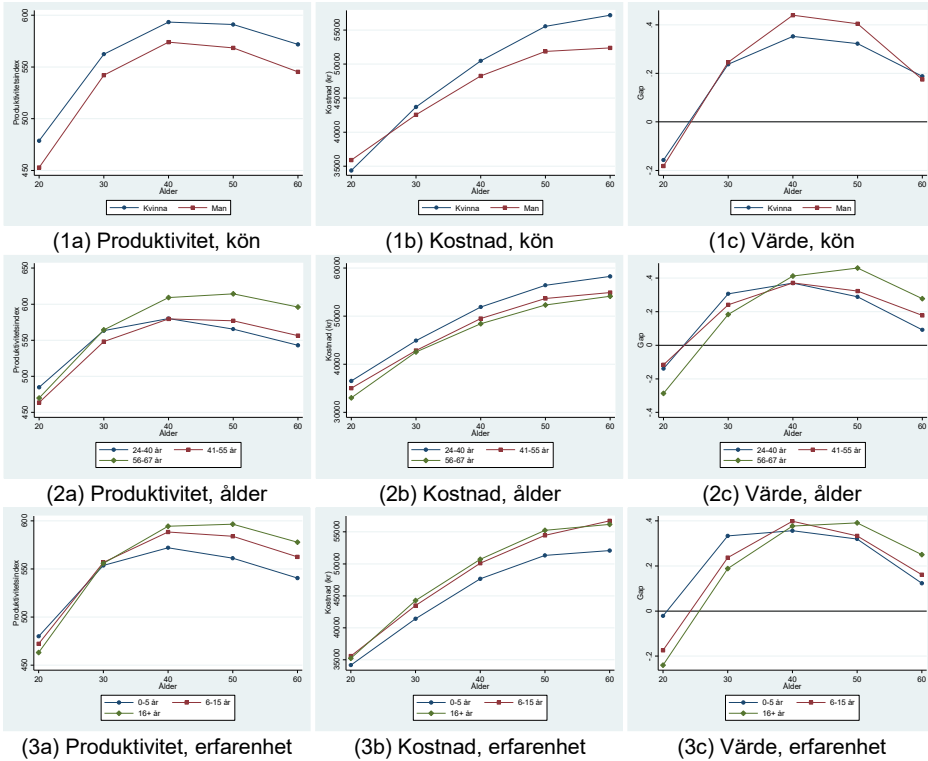 Produktivitetsindex
450 500 550 600
20 30 40 50 60
Ålder
Kvinna Man
(1a) Produktivitet, kön
Kostnad (kr)
35000 40000 45000 50000 55000
20 30 40 50 60
Ålder
Kvinna Man
(1b) Kostnad, kön
Gap
-.2 0 .2 .4
20 30 40 50 60
Ålder
Kvinna Man
(1c) Värde, kön
Produktivitetsindex
450 500 550 600 650
20 30 40 50 60
Ålder
24-40 år 41-55 år
56-67 år
(2a) Produktivitet, ålder
Kostnad (kr)
30000 40000 50000 60000
20 30 40 50 60
Ålder
24-40 år 41-55 år
56-67 år
(2b) Kostnad, ålder
Gap
-.4 -.2 0 .2 .4
20 30 40 50 60
Ålder
24-40 år 41-55 år
56-67 år
(2c) Värde, ålder
Produktivitetsindex
450 500 550 600
20 30 40 50 60
Ålder
0-5 år 6-15 år
16+ år
(3a) Produktivitet, erfarenhet
Kostnad (kr)
35000 40000 45000 50000 55000
20 30 40 50 60
Ålder
0-5 år 6-15 år
16+ år
(3b) Kostnad, erfarenhet
Gap
-.2 0 .2 .4
20 30 40 50 60
Ålder
0-5 år 6-15 år
16+ år
(3c) Värde, erfarenhet